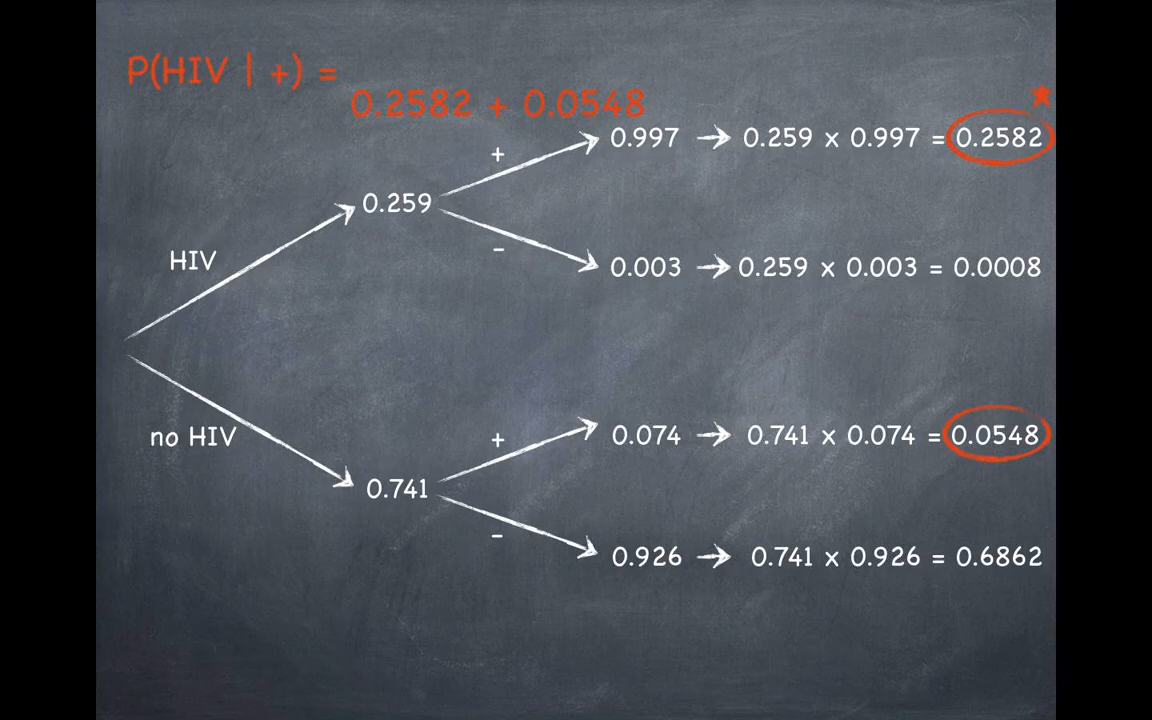 P(HIV | +) =
0.2582 + 0.0548
+
0.997 → 0.259 x 0.997 = 0.2582
0.259
HIV
-
0.003 → 0.259 x 0.003 = 0.0008
no HIV
+
0.074 → 0.741 x 0.074 = 0.0548
0.741
-
0.926 → 0.741 x 0.926 = 0.6862